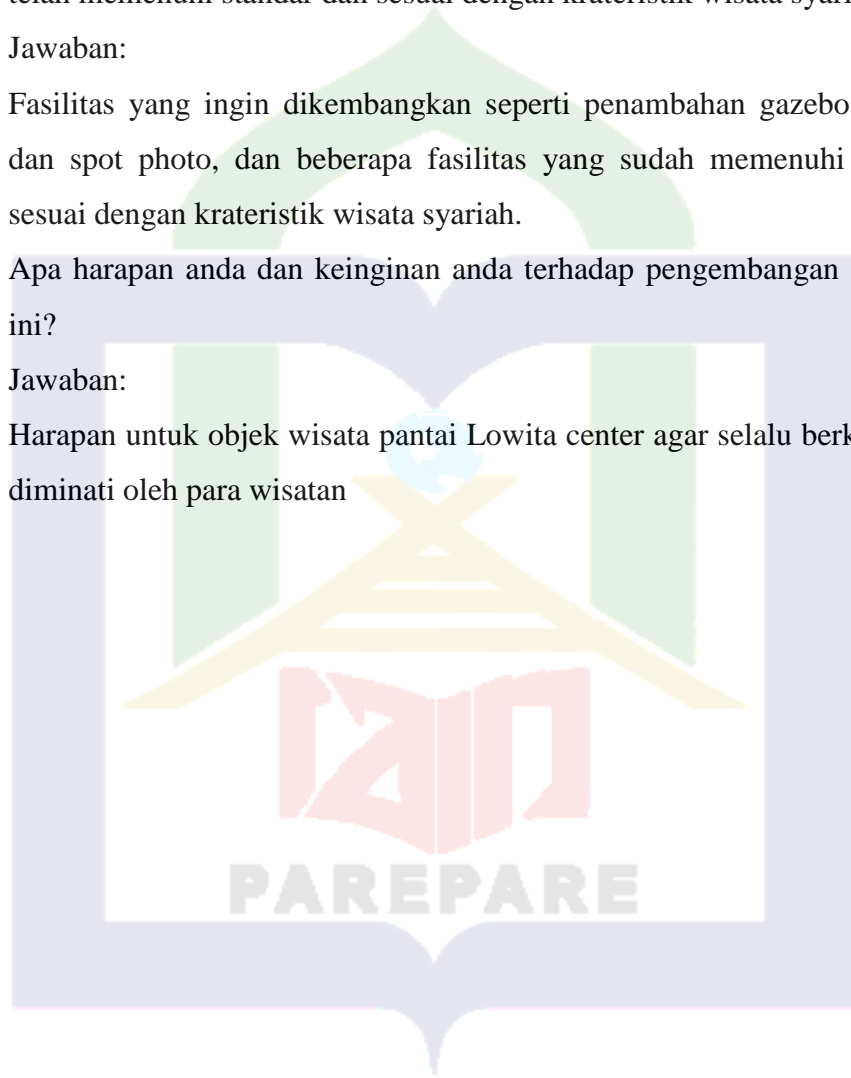 telah memenuhi standar dan sesuai dengan krateristik wisata
Jawaban:
Fasilitas yang ingin dikembangkan seperti penambahan gazebo
dan spot photo, dan beberapa fasilitas yang sudah memenuhi
sesuai dengan krateristik wisata syariah.
Apa harapan anda dan keinginan anda terhadap pengembangan
ini?
Jawaban:
Harapan untuk objek wisata pantai Lowita center agar selalu
diminati oleh para wisatan
iain
PAREPARE